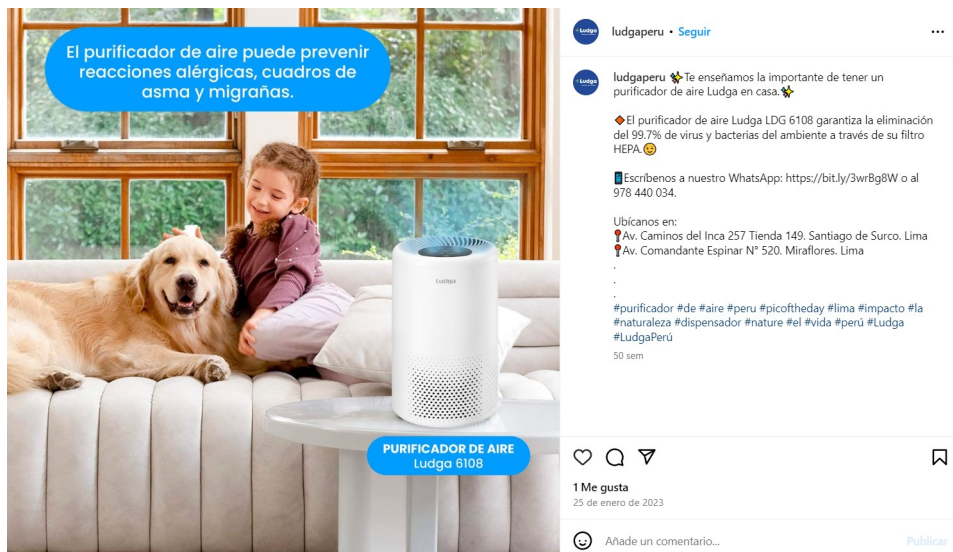 El purificador de aire puede prevenir
reacciones alérgicas, cuadros de
asma y migrañas.
Ludga
PURIFICADOR DE AIRE
Ludga 6108
Ludga
ludgaperu • Seguir
Ludga
ludgaperu ✨Te enseñamos la importante de tener un
purificador de aire Ludga en casa.✨
🔸El purificador de aire Ludga LDG 6108 garantiza la eliminación
del 99.7% de virus y bacterias del ambiente a través de su filtro
HEPA.😉
📱Escríbenos a nuestro WhatsApp: https://bit.ly/3wrBg8W o al
978 440 034.
Ubícanos en:
📍Av. Caminos del Inca 257 Tienda 149. Santiago de Surco. Lima
📍Av. Comandante Espinar N° 520. Miraflores. Lima
.
.
.
#purificador #de #aire #peru #picoftheday #lima #impacto #la
#naturaleza #dispensador #nature #el #vida #perú #Ludga
#LudgaPerú
50 sem
1 Me gusta
25 de enero de 2023
Añade un comentario...
Publicar